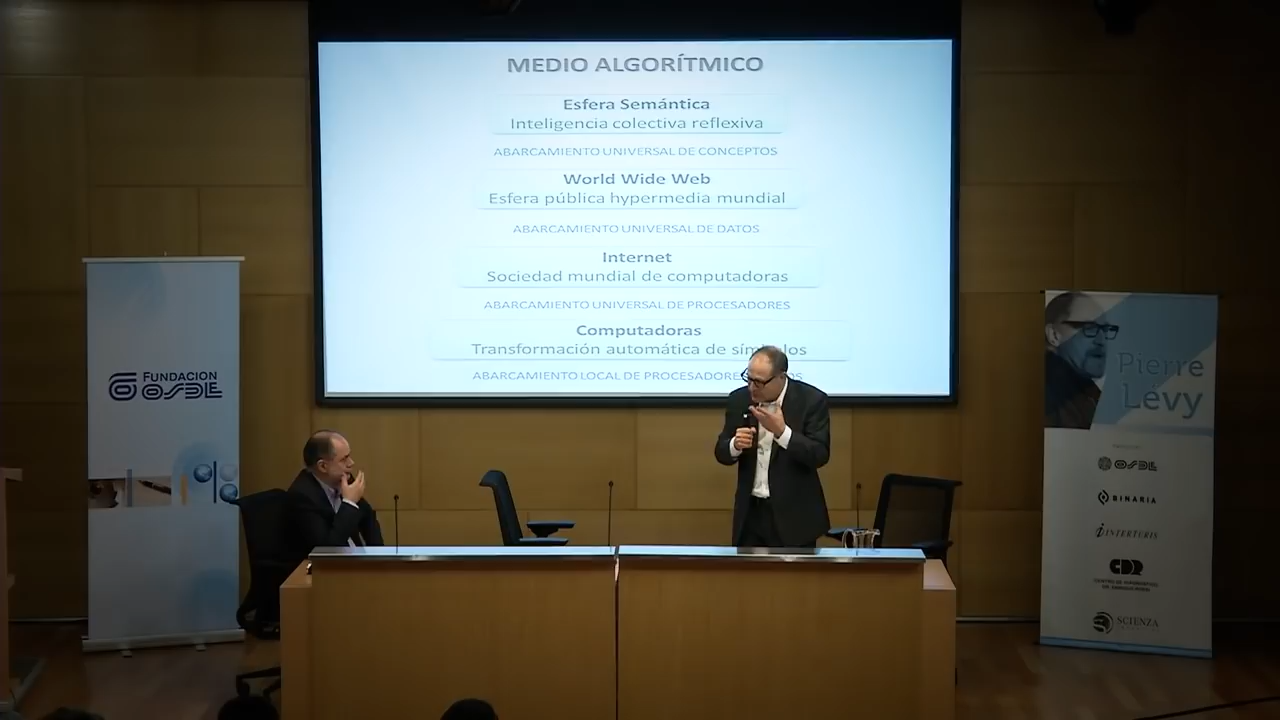 MEDIO ALGORÍTMICO
Esfera Semántica
Inteligencia colectiva reflexiva
ABARCAMIENTO UNIVERSAL DE CONCEPTOS
World Wide Web
Esfera pública hypermedia mundial
ABARCAMIENTO UNIVERSAL DE DATOS
Internet
Sociedad mundial de computadoras
ABARCAMIENTO UNIVERSAL DE PROCESADORES
Computadoras
Transformación automática de
ABARCAMIENTO LOCAL DE
FUNDACION
OSDE
Pierre
Lévy
OSDE
BINARIA
INTERTURIS
CDR
SCIENZA